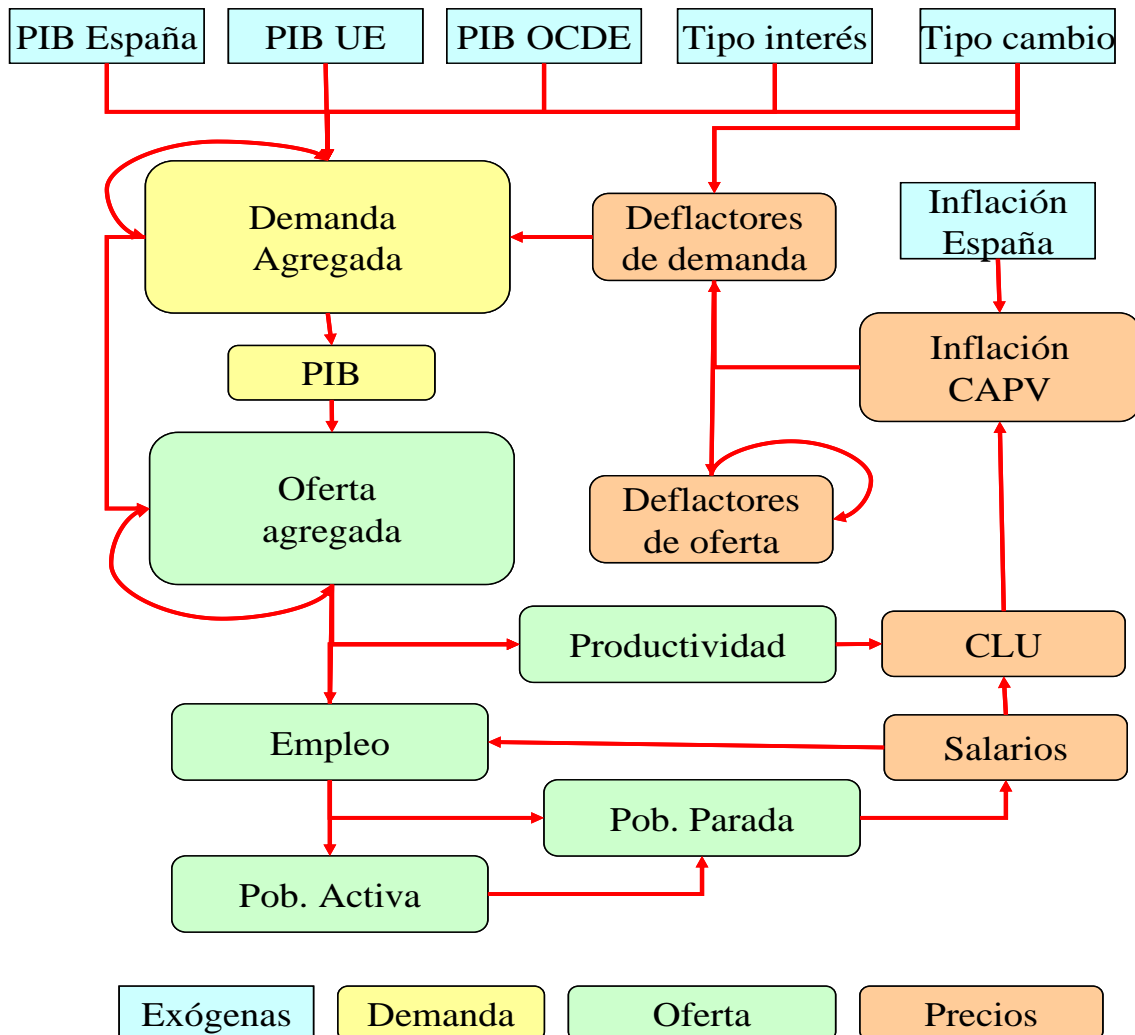 PIB España
PIB UE
PIB OCDE
Tipo interés
Tipo cambio
Demanda
Agregada
Deflactores
de demanda
Inflación
España
PIB
Inflación
CAPV
Oferta
agregada
Deflactores
de oferta
Productividad
CLU
Empleo
Salarios
Pob. Parada
Pob. Activa
Exógenas
Demanda
Oferta
Precios